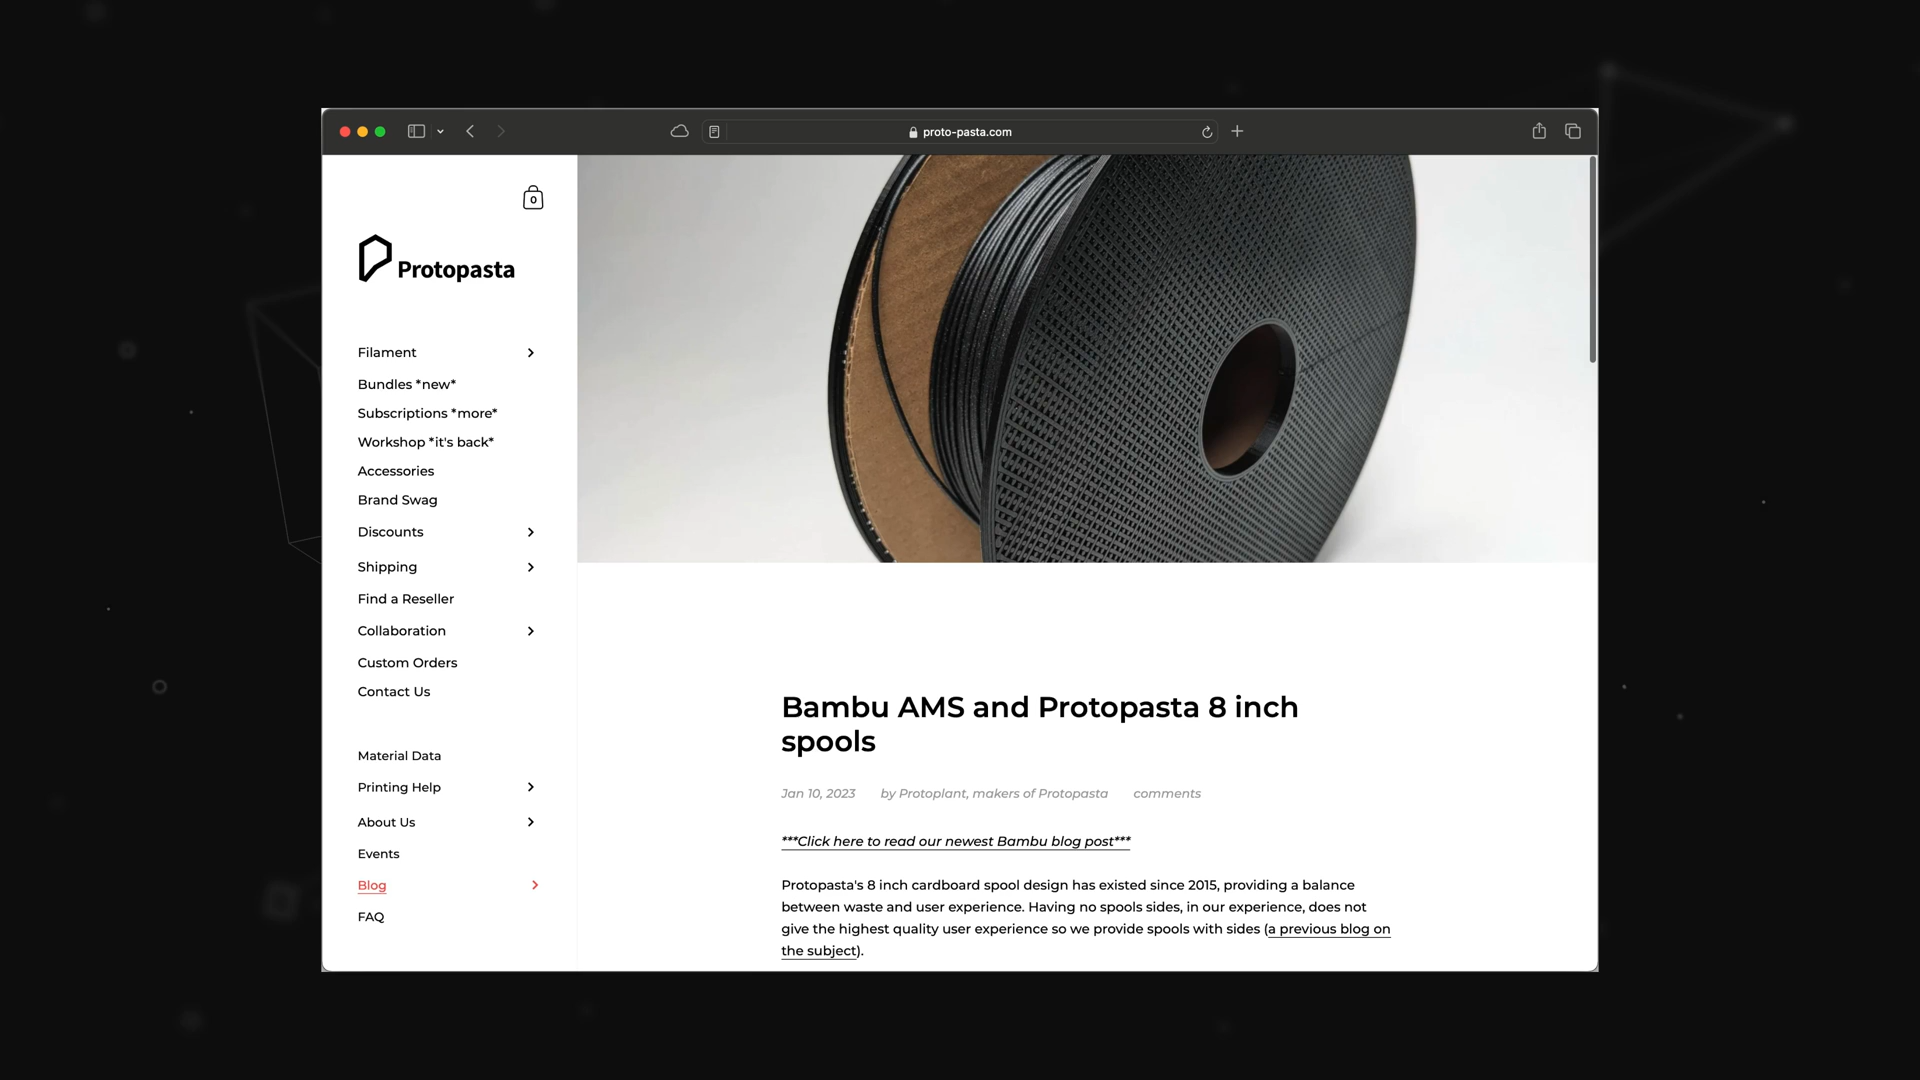 proto-pasta.com
0
Protopasta
Filament
Bundles *new*
Subscriptions *more*
Workshop *it's back*
Accessories
Brand Swag
Discounts
Shipping
Find a Reseller
Collaboration
Custom Orders
Contact Us
Material Data
Printing Help
About Us
Events
Blog
FAQ
Bambu AMS and Protopasta 8 inch
spools
Jan 10, 2023 by Protoplant, makers of Protopasta comments
***Click here to read our newest Bambu blog post***
Protopasta's 8 inch cardboard spool design has existed since 2015, providing a balance
between waste and user experience. Having no spools sides, in our experience, does not
give the highest quality user experience so we provide spools with sides (a previous blog on
the subject).